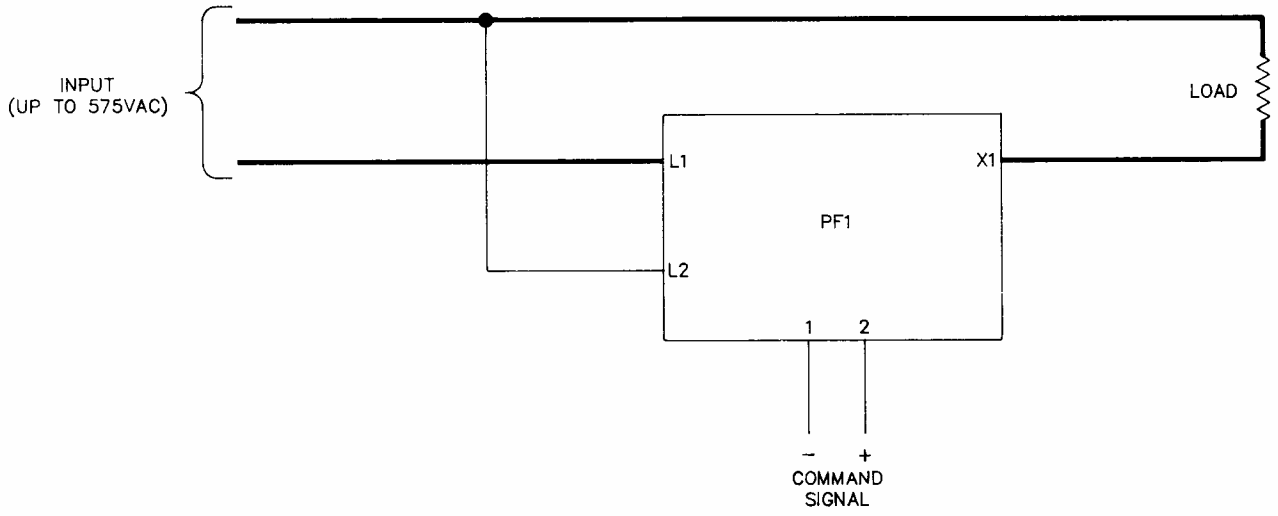 INPUT
(UP TO 575VAC)
LOAD
L1
X1
PF1
L2
1 2
- +
COMMAND
SIGNAL